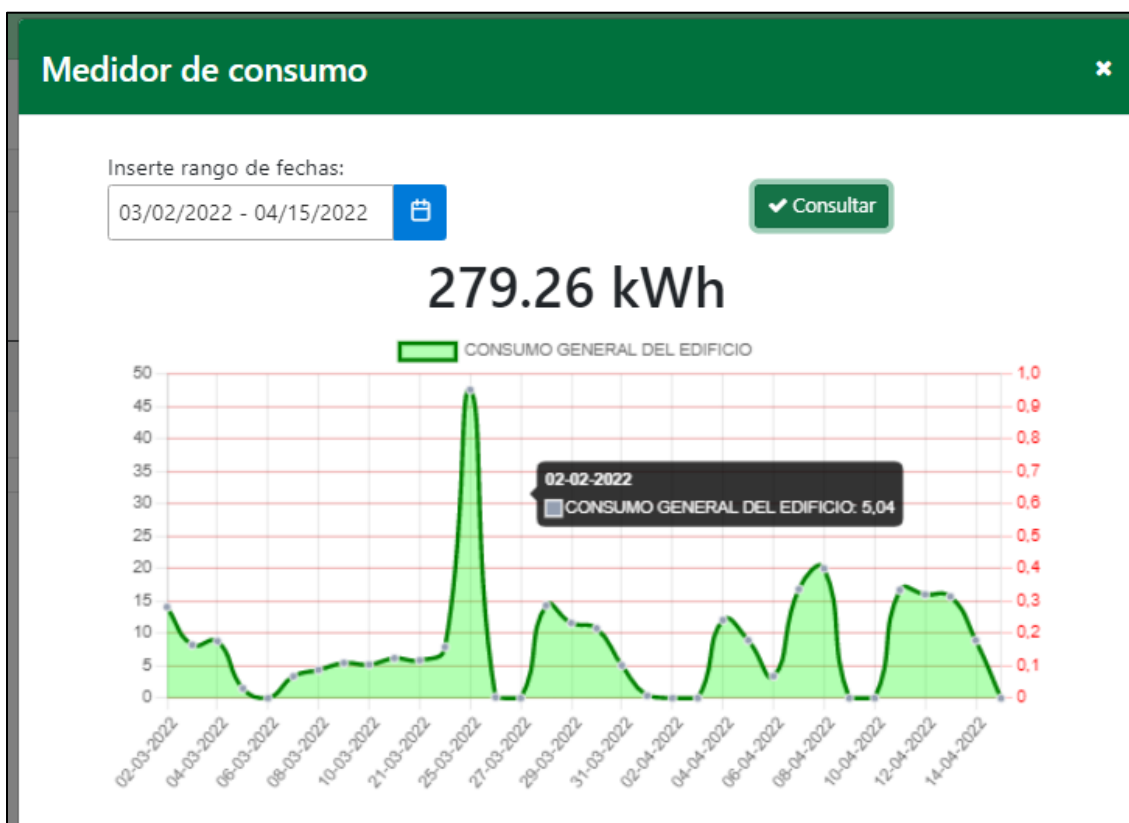 Medidor de consumo
Inserte rango de fechas:
03/02/2022 - 04/15/2022
Consultar
279.26 kWh
CONSUMO GENERAL DEL EDIFICIO
50 1,0
45 0,9
40 0,8
35 0,7
30 0,6
25 0,5
20 0,4
15 0,3
10 0,2
5 0,1
0 0
02-02-2022
CONSUMO GENERAL DEL EDIFICIO: 5,04
02-03-2022 04-03-2022 06-03-2022 08-03-2022 10-03-2022 21-03-2022 25-03-2022 27-03-2022 29-03-2022 31-03-2022 02-04-2022 04-04-2022 06-04-2022 08-04-2022 10-04-2022 12-04-2022 14-04-2022